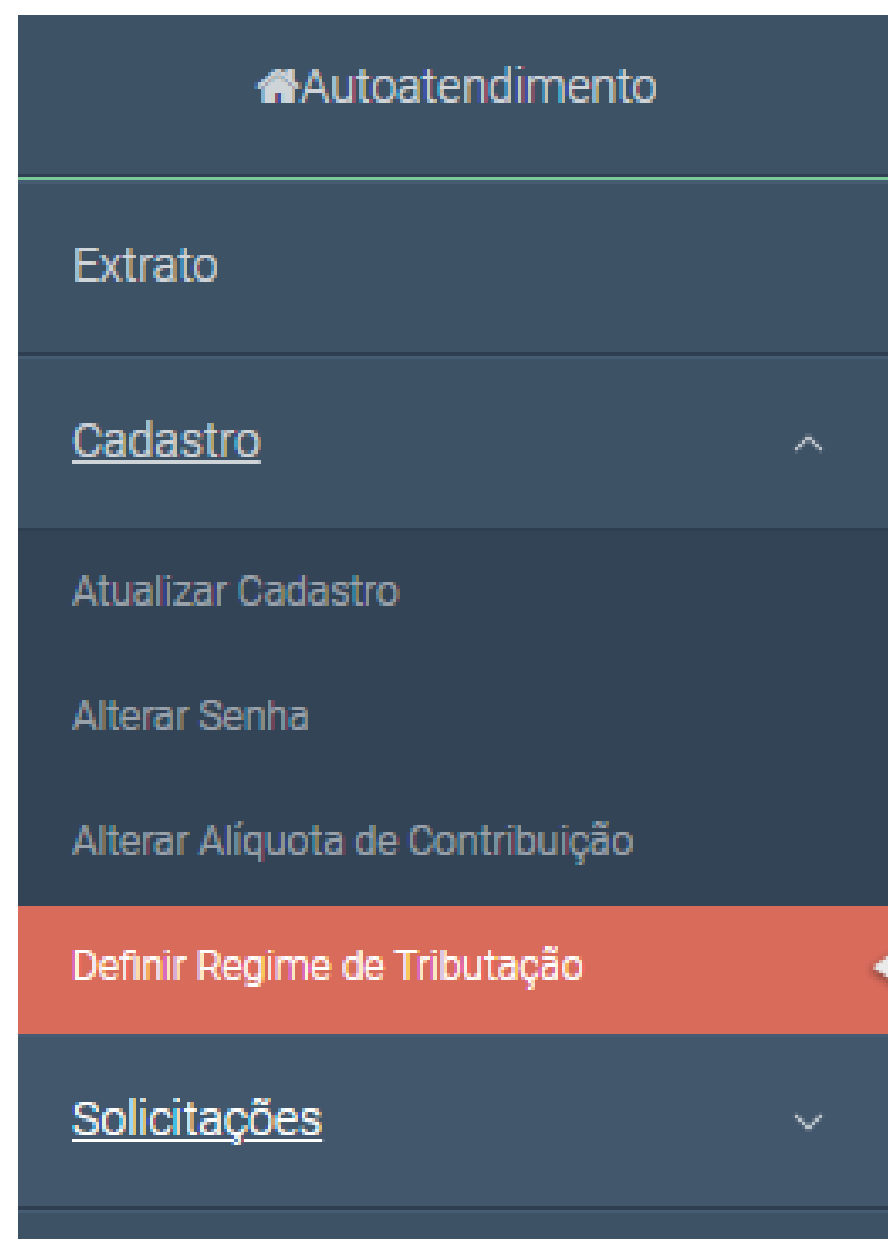 Autoatendimento
Extrato
Cadastro
Atualizar Cadastro
Alterar Senha
Alterar Alíquota de Contribuição
Definir Regime de Tributação
Solicitações